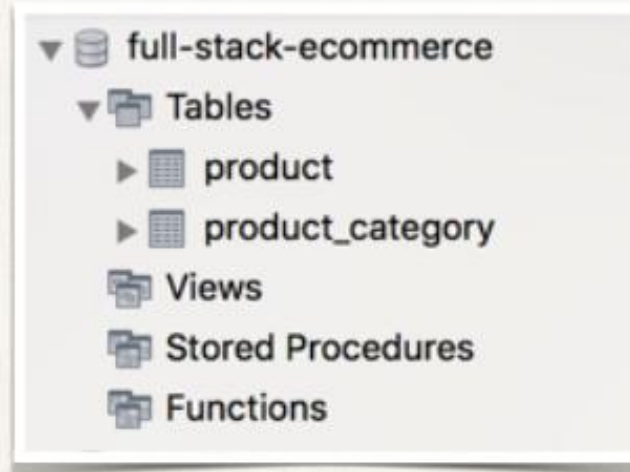 full-stack-ecommerce
Tables
product
product_category
Views
Stored Procedures
Functions